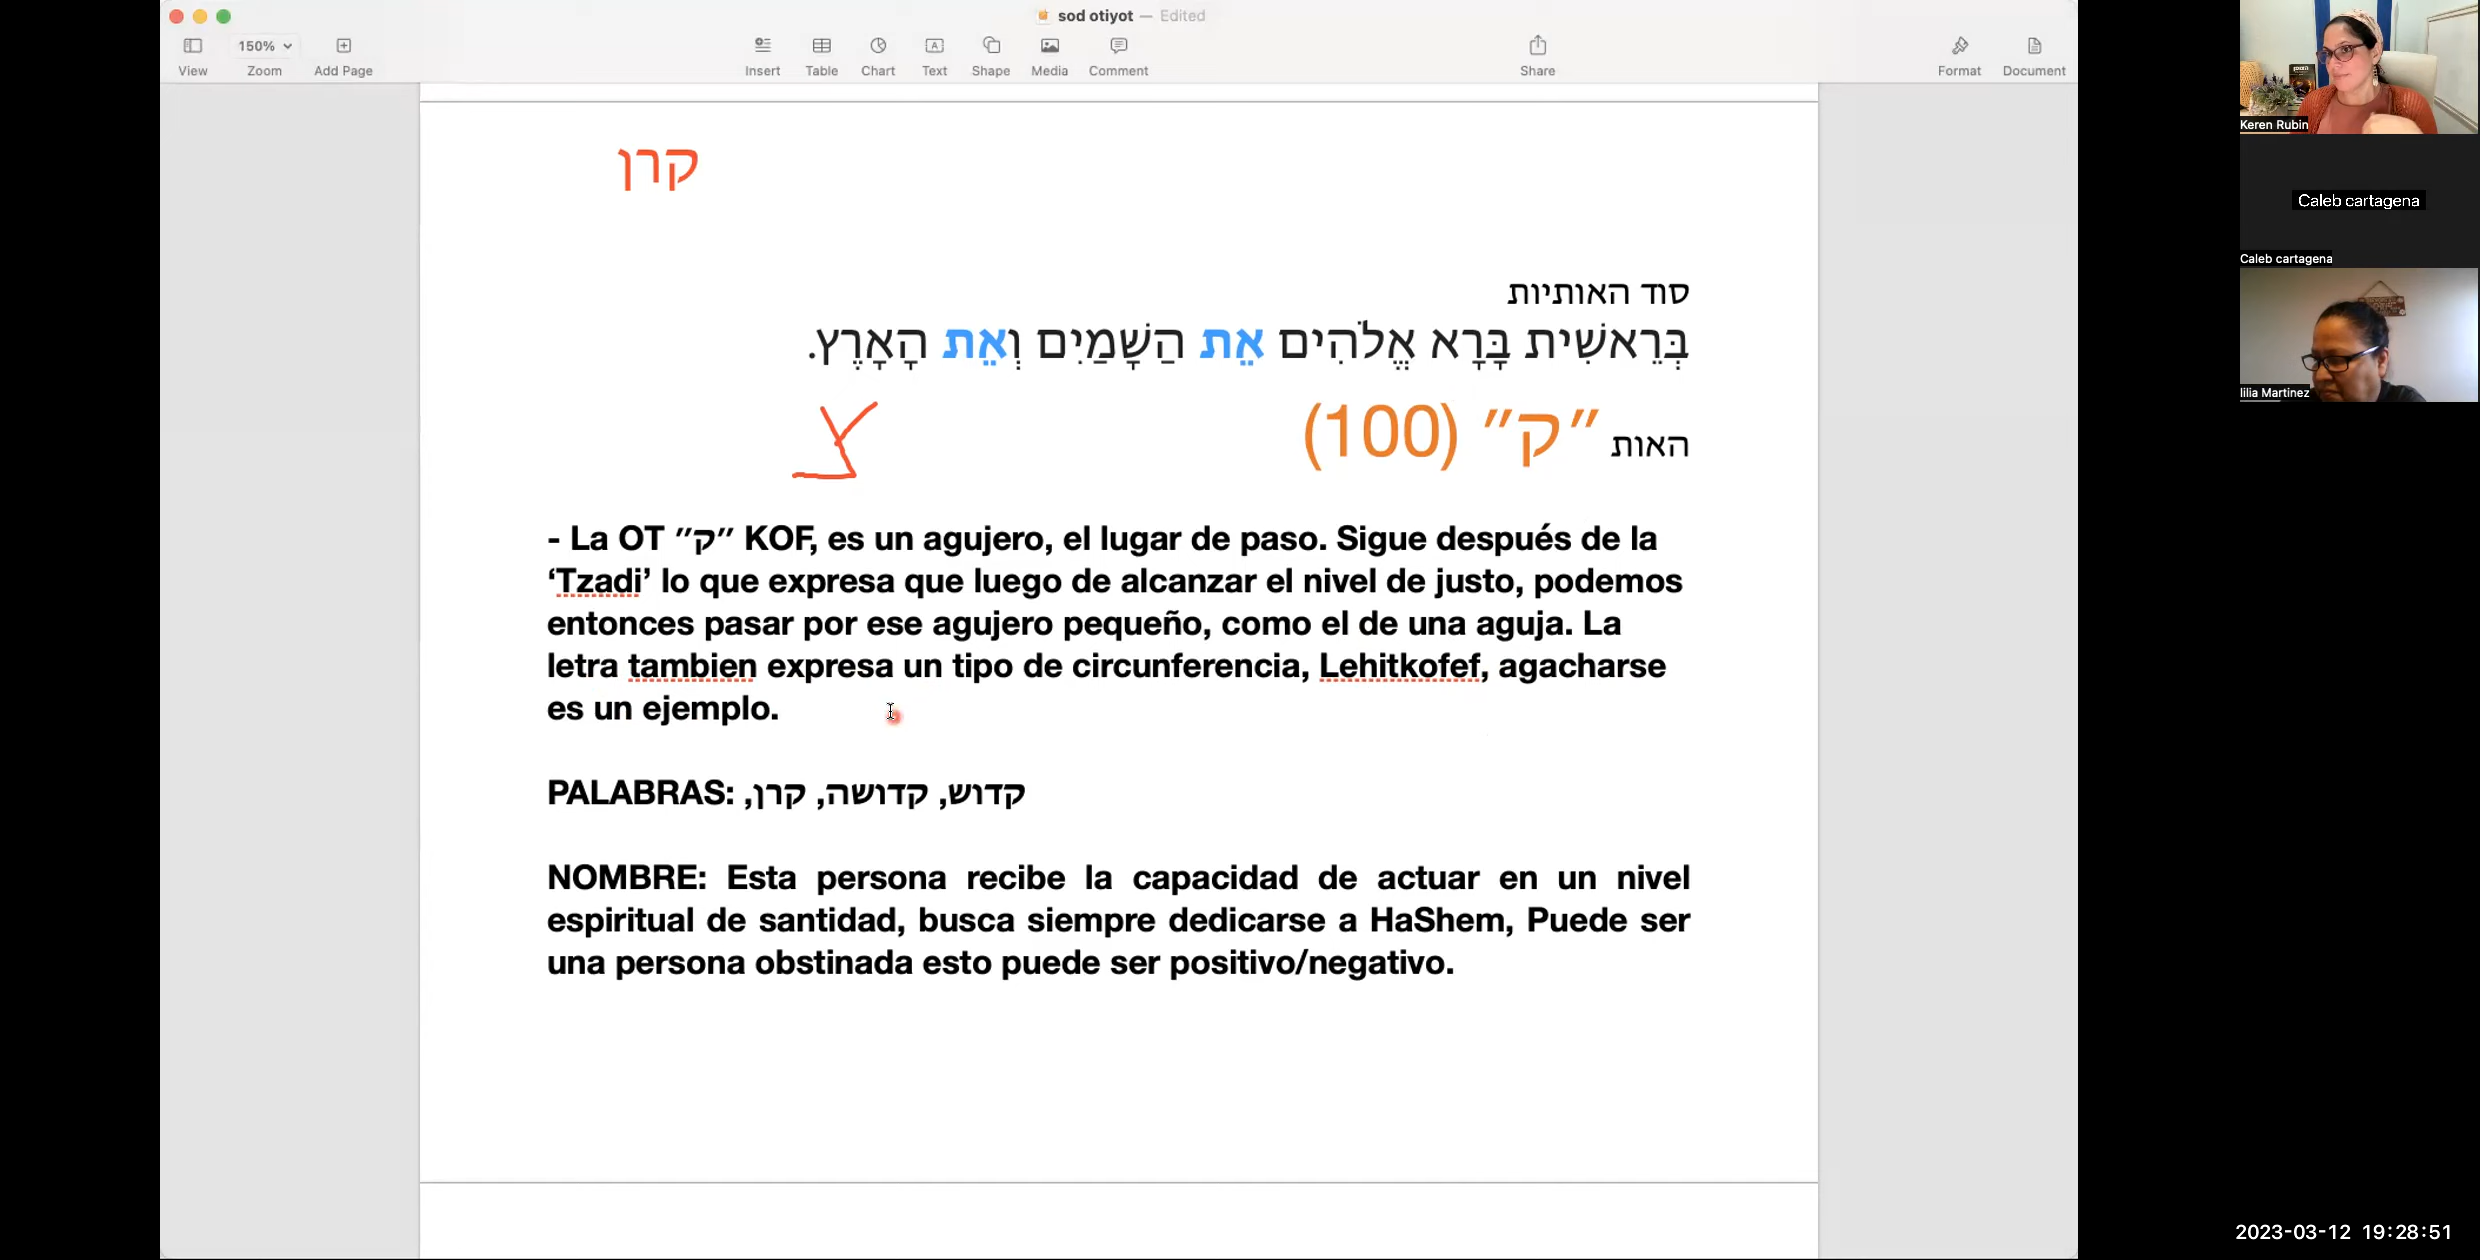 sod otiyot — Edited
View
150% Zoom
Add Page
Insert
Table
Chart
Text
Shape
Media
Comment
Share
Format
Document
קרן
סוד האותיות
בְּרֵאשִׁית בָּרָא אֱלֹהִים אֵת הַשָּׁמַיִם וְאֵת הָאָרֶץ.
האות ״ק״ (100)
צ
- La OT ״ק״ KOF, es un agujero, el lugar de paso. Sigue después de la
‘Tzadi’ lo que expresa que luego de alcanzar el nivel de justo, podemos
entonces pasar por ese agujero pequeño, como el de una aguja. La
letra tambien expresa un tipo de circunferencia, Lehitkofef, agacharse
es un ejemplo.
PALABRAS: קדוש, קדושה, קרן,
NOMBRE: Esta persona recibe la capacidad de actuar en un nivel
espiritual de santidad, busca siempre dedicarse a HaShem, Puede ser
una persona obstinada esto puede ser positivo/negativo.
Keren Rubin
Caleb cartagena
Caleb cartagena
lilia Martinez
2023-03-12 19:28:51